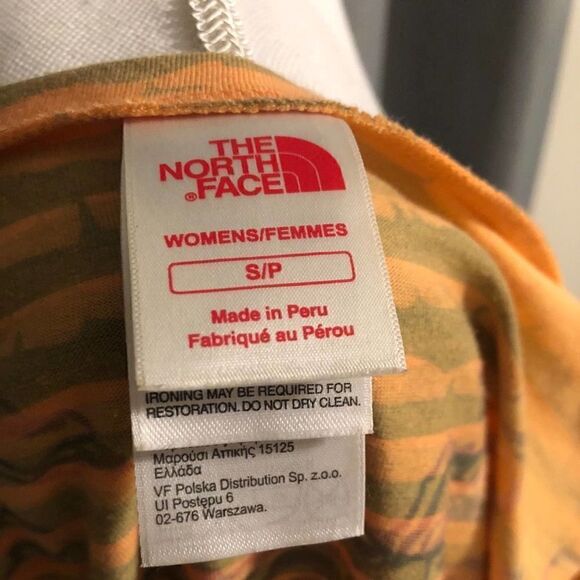 THE
NORTH
FACE®
WOMENS/FEMMES
S/P
Made in Peru
Fabriqué au Pérou
IRONING MAY BE REQUIRED FOR
RESTORATION. DO NOT DRY CLEAN.
Μαρούσι Αττικής 15125
Ελλάδα
VF Polska Distribution Sp. z.o.o.
Ul Postępu 6
02-676 Warszawa.